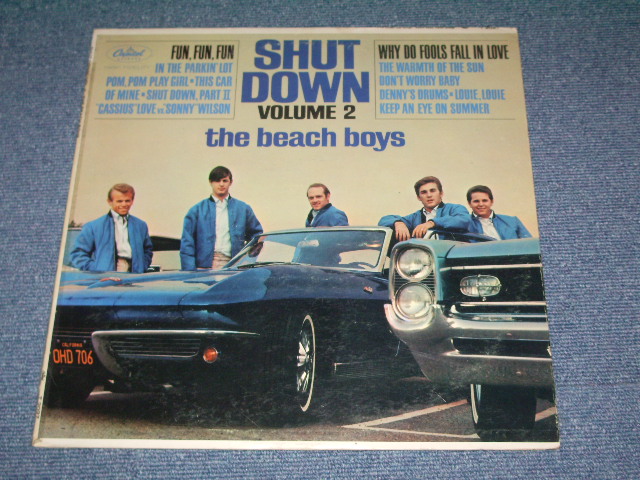 Capitol
FUN, FUN, FUN
IN THE PARKIN' LOT
POM, POM PLAY GIRL • THIS CAR
OF MINE • SHUT DOWN, PART II
"CASSIUS" LOVE vs. "SONNY" WILSON
SHUT
DOWN
VOLUME 2
the beach boys
WHY DO FOOLS FALL IN LOVE
THE WARMTH OF THE SUN
DON'T WORRY BABY
DENNY'S DRUMS • LOUIE, LOUIE
KEEP AN EYE ON SUMMER
CALIFORNIA
OHD 706